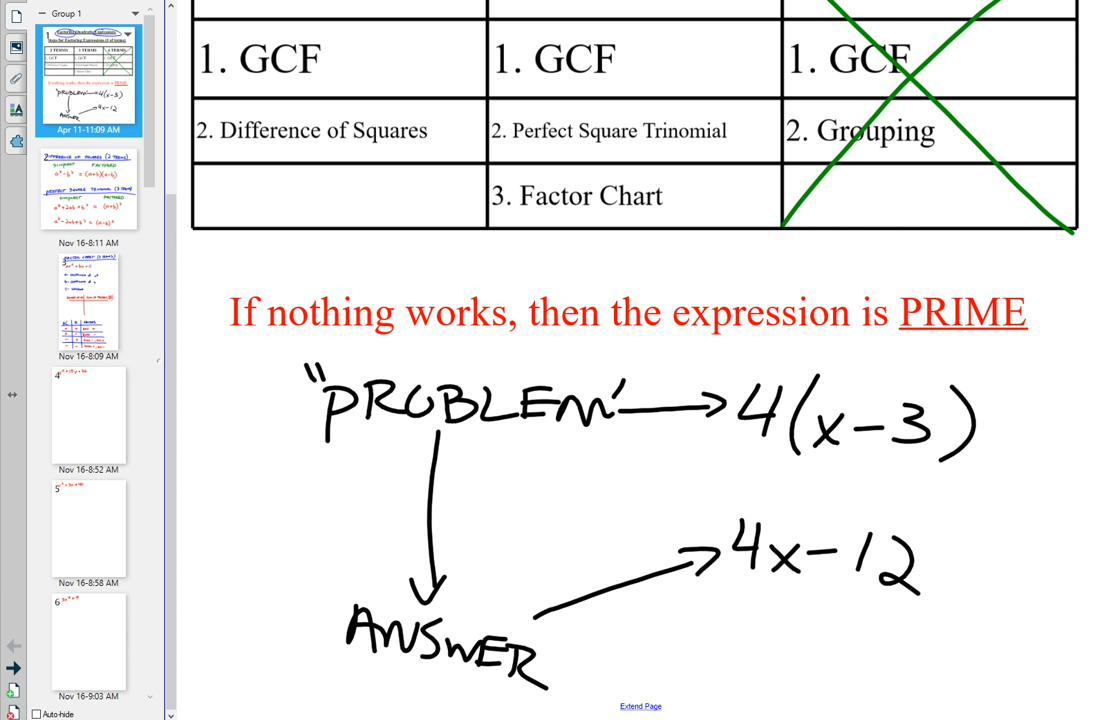 Group 1
Apr 11-11:09 AM
Nov 16-8:11 AM
Nov 16-8:09 AM
Nov 16-8:52 AM
Nov 16-8:58 AM
Nov 16-9:03 AM
Auto-hide
1. GCF 1. GCF 1. GCF
2. Difference of Squares 2. Perfect Square Trinomial 2. Grouping
3. Factor Chart
If nothing works, then the expression is PRIME
"PROBLEM" 4(x-3)
4x-12
ANSWER
Extend Page